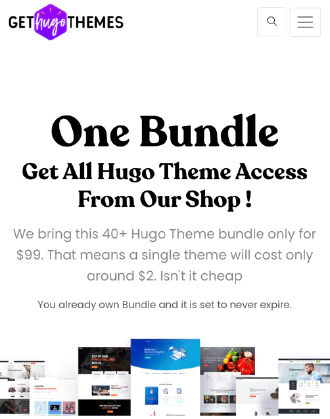 GET hugo THEMES
One Bundle
Get All Hugo Theme Access
From Our Shop !
We bring this 40+ Hugo Theme bundle only for
$99. That means a single theme will cost only
around $2. Isn't it cheap
You already own Bundle and it is set to never expire.